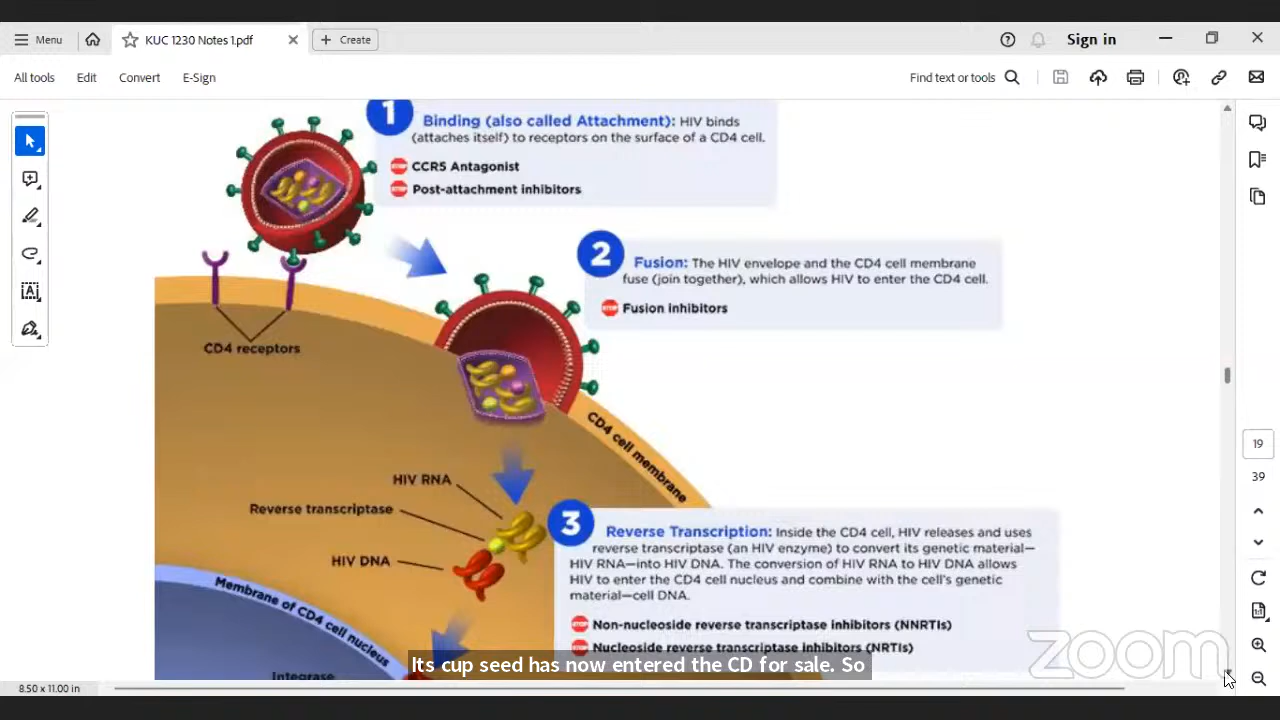 Menu
KUC 1230 Notes 1.pdf
Create
Sign in
All tools
Edit
Convert
E-Sign
Find text or tools
1
Binding (also called Attachment): HIV binds
(attaches itself) to receptors on the surface of a CD4 cell.
STOP CCR5 Antagonist
STOP Post-attachment inhibitors
2
Fusion: The HIV envelope and the CD4 cell membrane
fuse (join together), which allows HIV to enter the CD4 cell.
STOP Fusion inhibitors
CD4 receptors
CD4 cell membrane
HIV RNA
Reverse transcriptase
HIV DNA
3
Reverse Transcription: Inside the CD4 cell, HIV releases and uses
reverse transcriptase (an HIV enzyme) to convert its genetic material—
HIV RNA—into HIV DNA. The conversion of HIV RNA to HIV DNA allows
HIV to enter the CD4 cell nucleus and combine with the cell's genetic
material—cell DNA.
STOP Non-nucleoside reverse transcriptase inhibitors (NNRTIs)
STOP Nucleoside reverse transcriptase inhibitors (NRTIs)
Membrane of CD4 cell nucleus
Integrase
Its cup seed has now entered the CD for sale. So
zoom
19
39
8.50 x 11.00 in